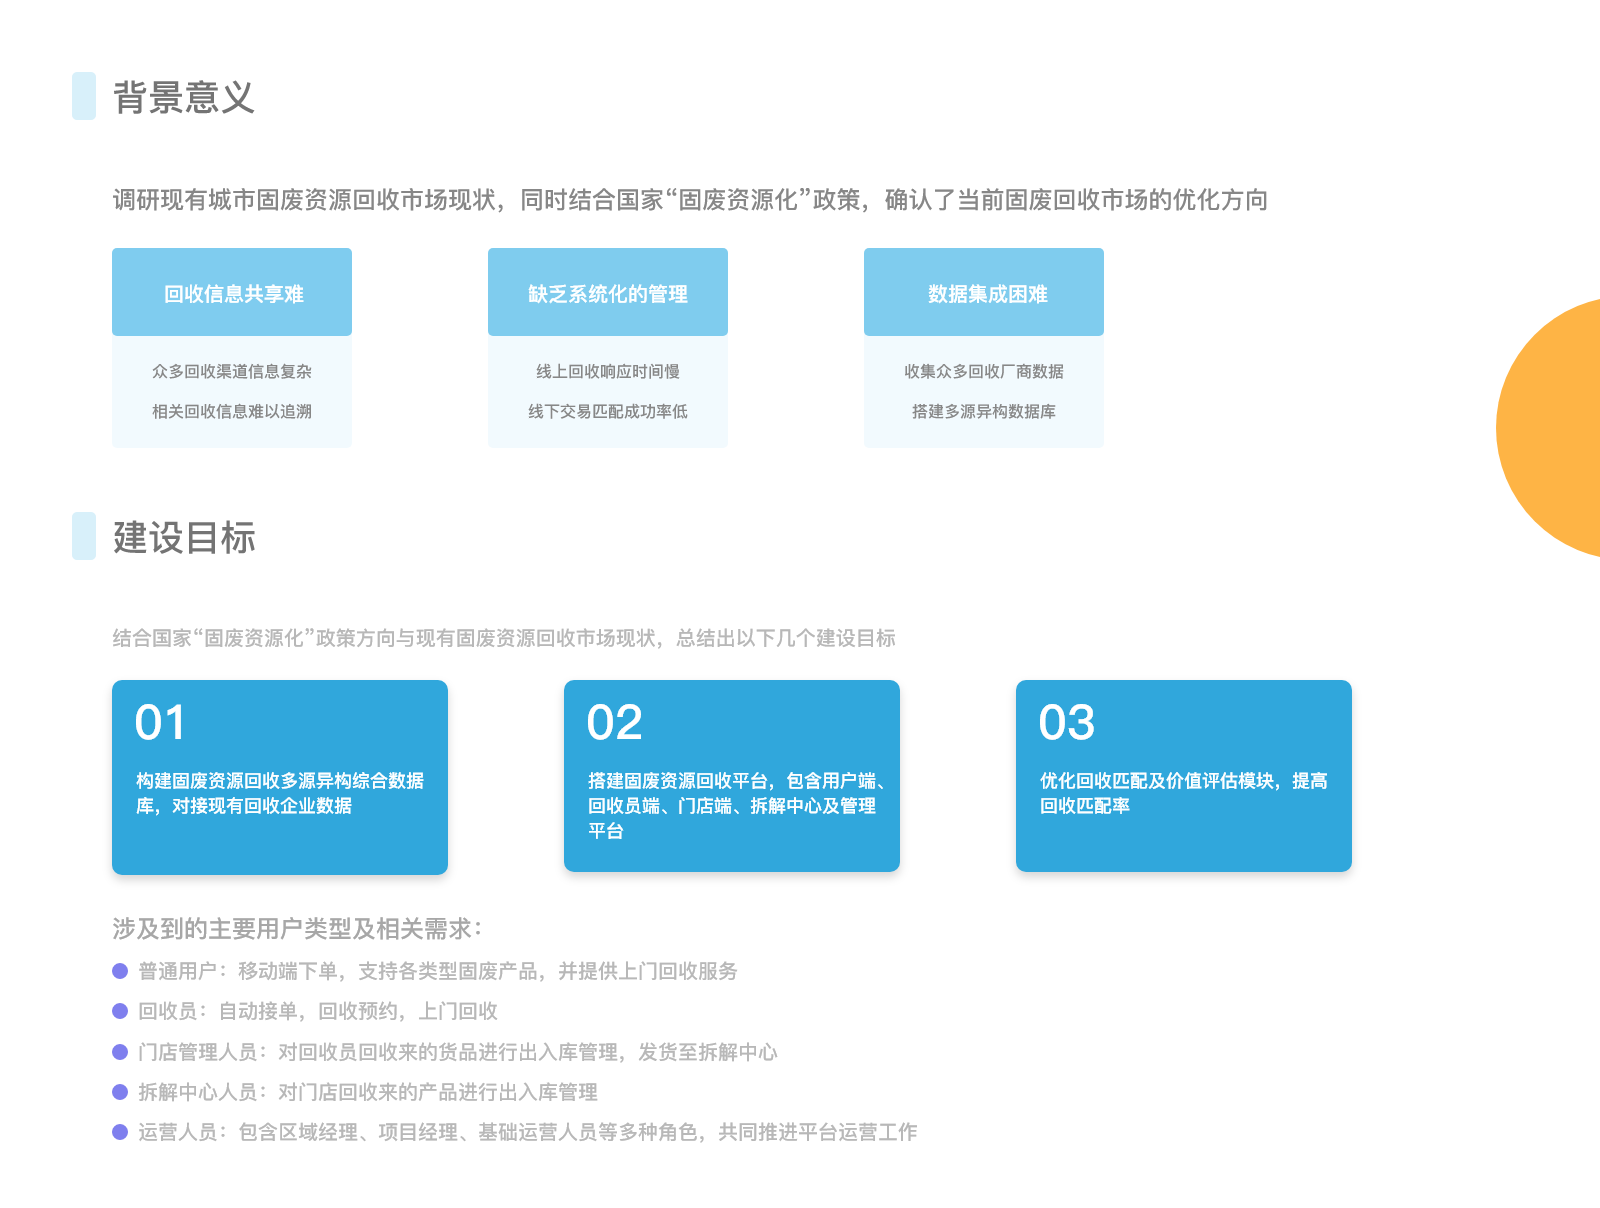 背景意义
调研现有城市固废资源回收市场现状，同时结合国家“固废资源化”政策，确认了当前固废回收市场的优化方向
回收信息共享难
众多回收渠道信息复杂
相关回收信息难以追溯
缺乏系统化的管理
线上回收响应时间慢
线下交易匹配成功率低
数据集成困难
收集众多回收厂商数据
搭建多源异构数据库
建设目标
结合国家“固废资源化”政策方向与现有固废资源回收市场现状，总结出以下几个建设目标
01
构建固废资源回收多源异构综合数据
库，对接现有回收企业数据
02
搭建固废资源回收平台，包含用户端、
回收员端、门店端、拆解中心及管理
平台
03
优化回收匹配及价值评估模块，提高
回收匹配率
涉及到的主要用户类型及相关需求：
普通用户：移动端下单，支持各类型固废产品，并提供上门回收服务
回收员：自动接单，回收预约，上门回收
门店管理人员：对回收员回收来的货品进行出入库管理，发货至拆解中心
拆解中心人员：对门店回收来的产品进行出入库管理
运营人员：包含区域经理、项目经理、基础运营人员等多种角色，共同推进平台运营工作